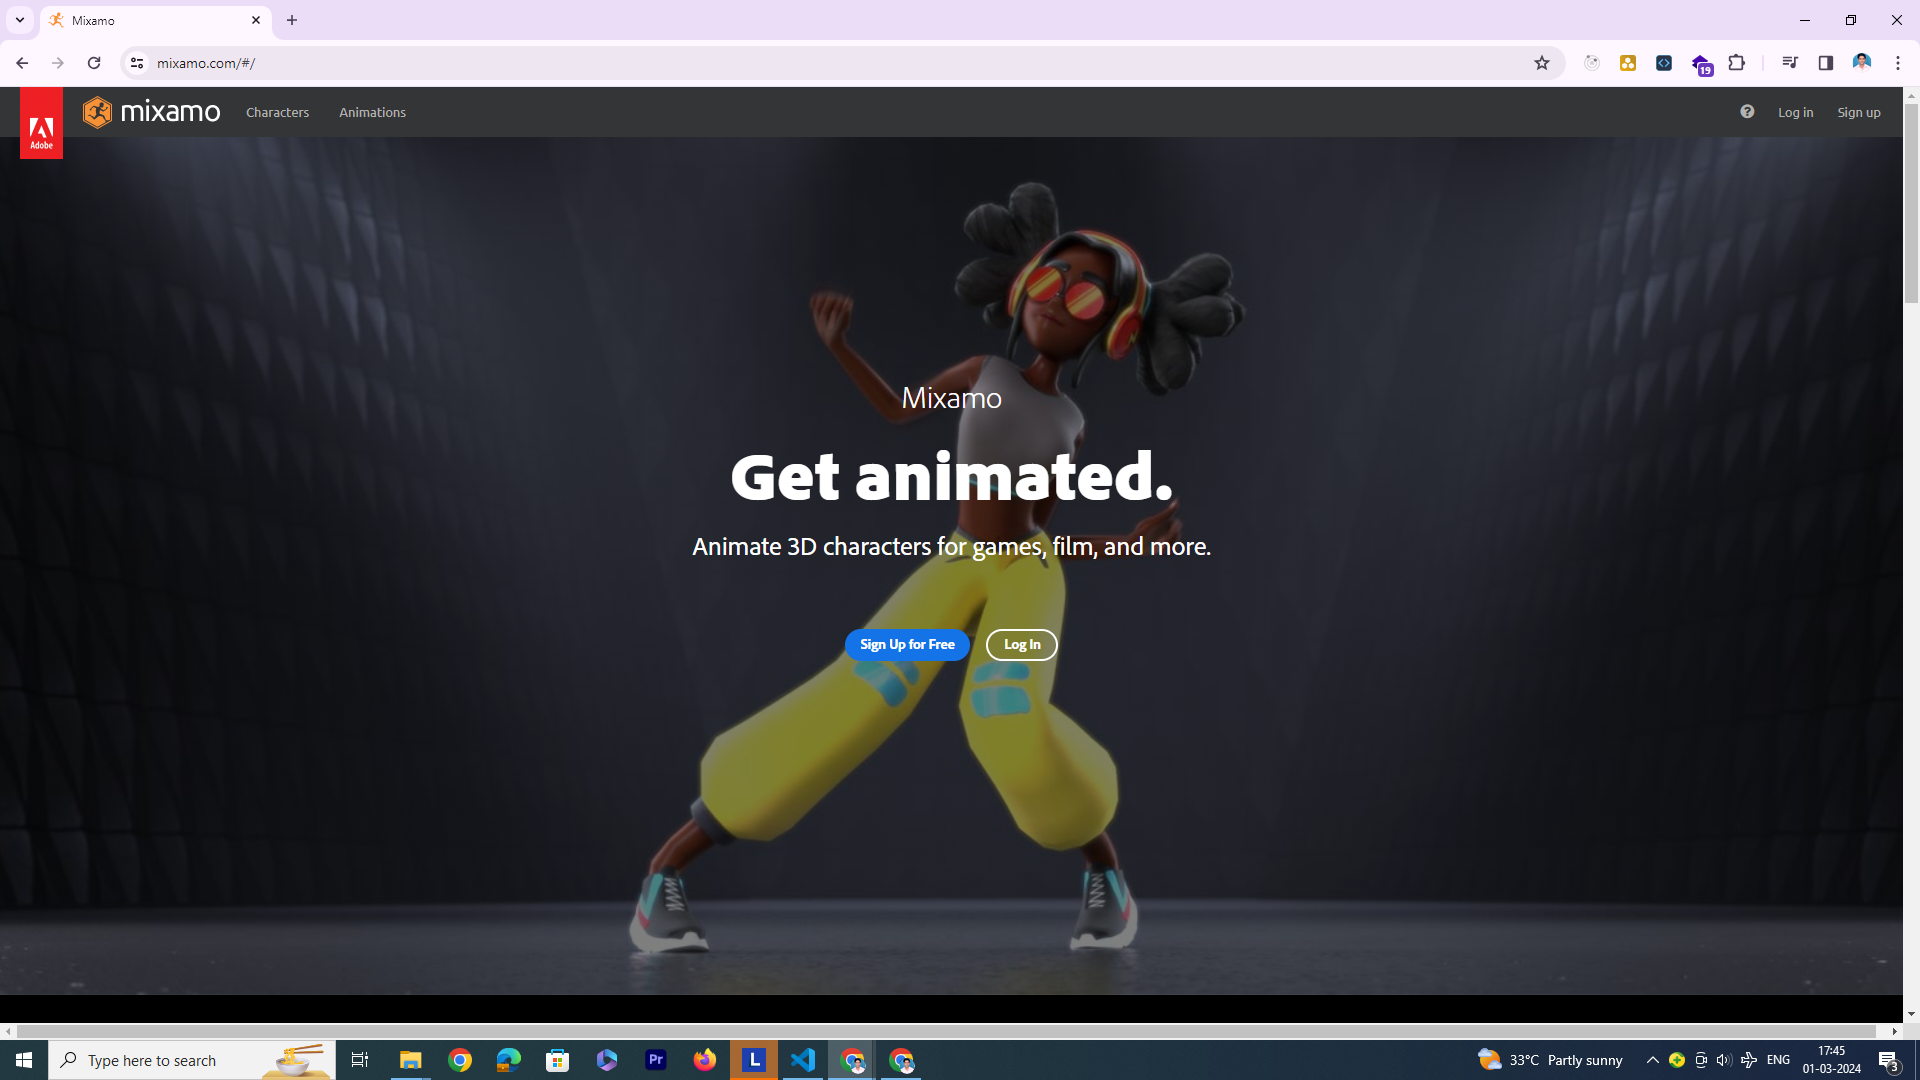 Mixamo
mixamo.com/#/
19
Adobe
mixamo
Characters
Animations
Log in
Sign up
Mixamo
Get animated.
Animate 3D characters for games, film, and more.
Sign Up for Free
Log In
Type here to search
Pr
L
33°C Partly sunny
ENG
17:45
01-03-2024
3